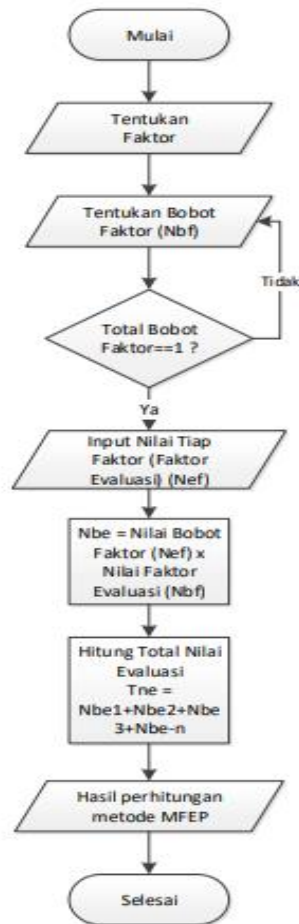 Mulai
Tentukan
Faktor
Tentukan Bobot
Faktor (Nbf)
Tidak
Total Bobot
Faktor==1 ?
Ya
Input Nilai Tiap
Faktor (Faktor
Evaluasi) (Nef)
Nbe = Nilai Bobot
Faktor (Nef) x
Nilai Faktor
Evaluasi (Nbf)
Hitung Total Nilai
Evaluasi
Tne =
Nbe1+Nbe2+Nbe
3+Nbe-n
Hasil perhitungan
metode MFEP
Selesai